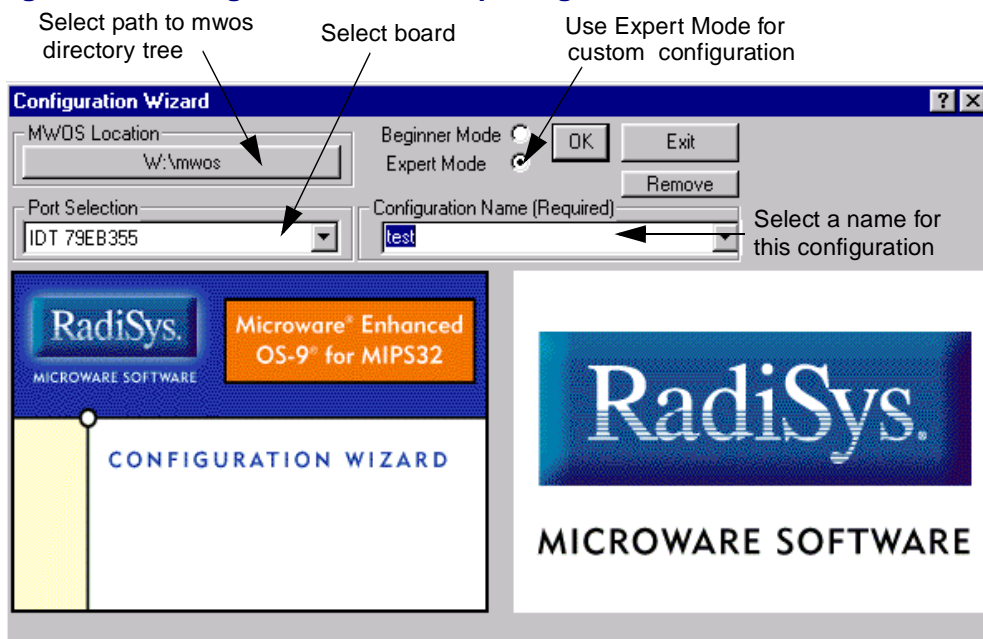 Select path to mwos
directory tree
Select board
Use Expert Mode for
custom configuration
Configuration Wizard
MWOS Location
W:\mwos
Beginner Mode
Expert Mode
OK
Exit
Remove
Port Selection
IDT 79EB355
Configuration Name (Required)
test
Select a name for
this configuration
RadiSys.
MICROWARE SOFTWARE
Microware® Enhanced
OS-9® for MIPS32
CONFIGURATION WIZARD
RadiSys.
MICROWARE SOFTWARE